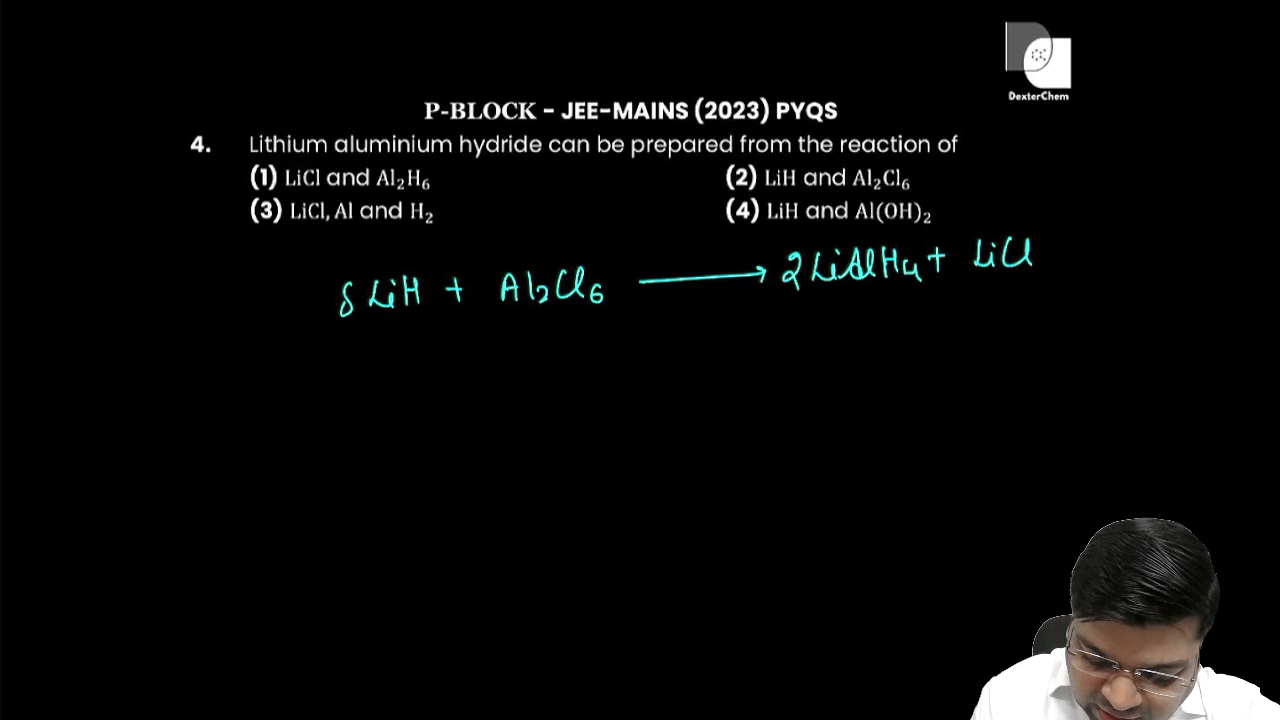 DexterChem
P-BLOCK - JEE-MAINS (2023) PYQS
4. Lithium aluminium hydride can be prepared from the reaction of
(1) LiCl and Al₂H₆ (2) LiH and Al₂Cl₆
(3) LiCl, Al and H₂ (4) LiH and Al(OH)₂
8 LiH + Al₂Cl₆ ⟶ 2 LiAlH₄ + LiCl